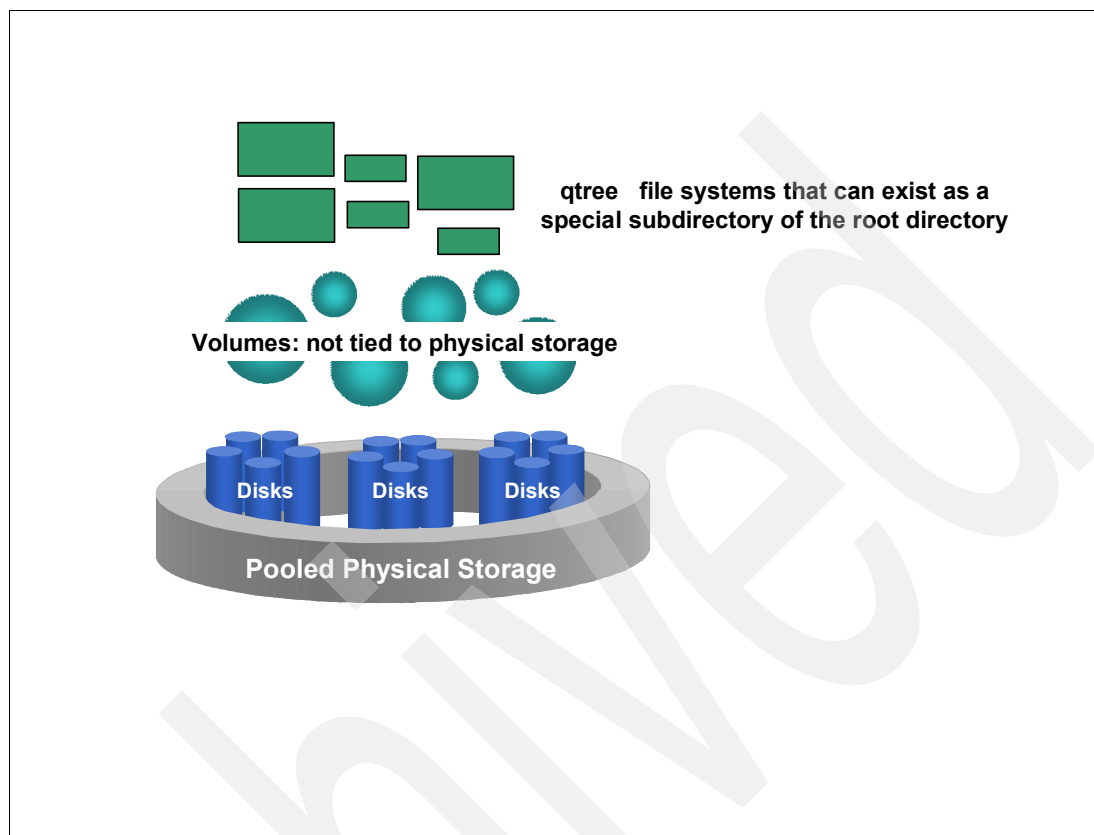 qtree file systems that can exist as a
special subdirectory of the root directory
Volumes: not tied to physical storage
Disks Disks Disks
Pooled Physical Storage
hived